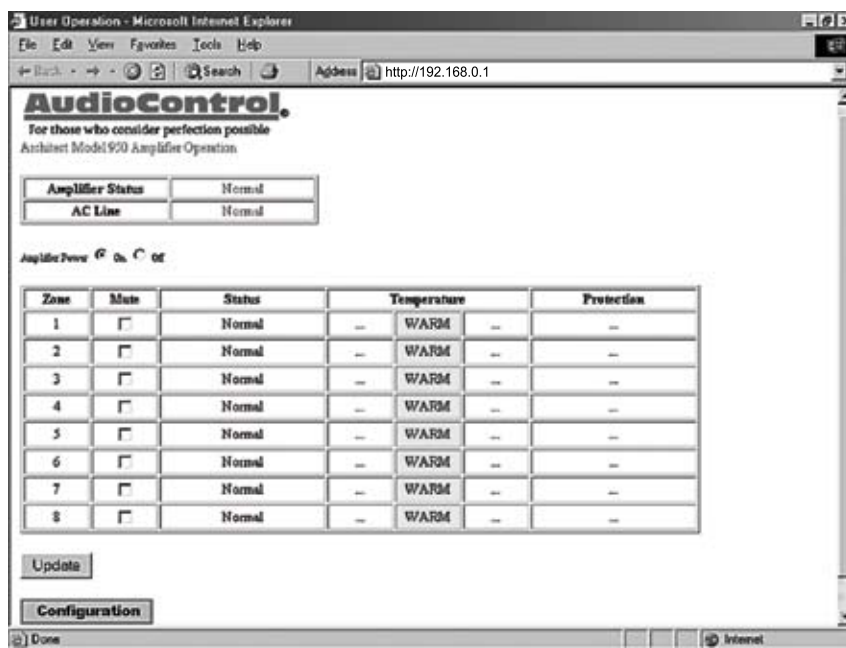 User Operation - Microsoft Internet Explorer
File Edit View Favorites Tools Help
Back Search Address http://192.168.0.1
AudioControl®
For those who consider perfection possible
Architect Model 950 Amplifier Operation
Amplifier Status Normal
AC Line Normal
Amplifier Power On Off
Zone Mute Status Temperature Protection
1 Normal -- WARM -- --
2 Normal -- WARM -- --
3 Normal -- WARM -- --
4 Normal -- WARM -- --
5 Normal -- WARM -- --
6 Normal -- WARM -- --
7 Normal -- WARM -- --
8 Normal -- WARM -- --
Update
Configuration
Done Internet